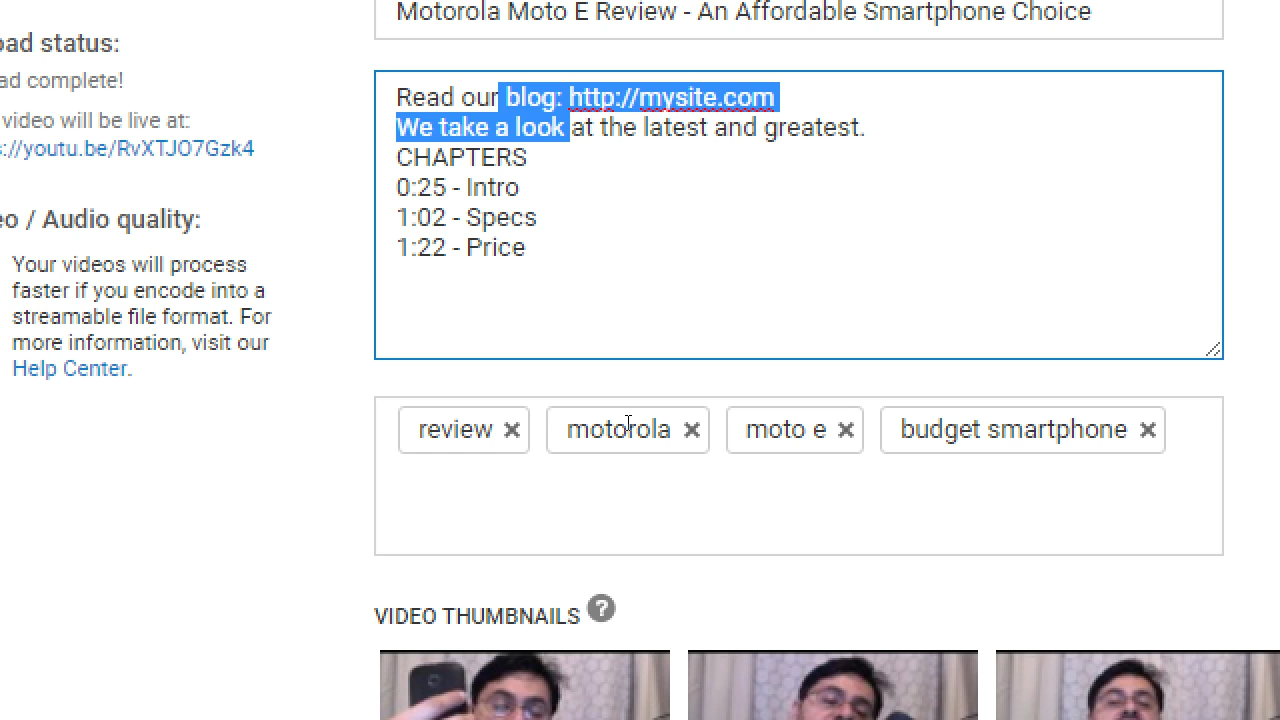 Motorola Moto E Review - An Affordable Smartphone Choice
oad status:
ad complete!
video will be live at:
s://youtu.be/RvXTJO7Gzk4
eo / Audio quality:
Your videos will process
faster if you encode into a
streamable file format. For
more information, visit our
Help Center.
Read our blog: http://mysite.com
We take a look at the latest and greatest.
CHAPTERS
0:25 - Intro
1:02 - Specs
1:22 - Price
review × motorola × moto e × budget smartphone ×
VIDEO THUMBNAILS ?